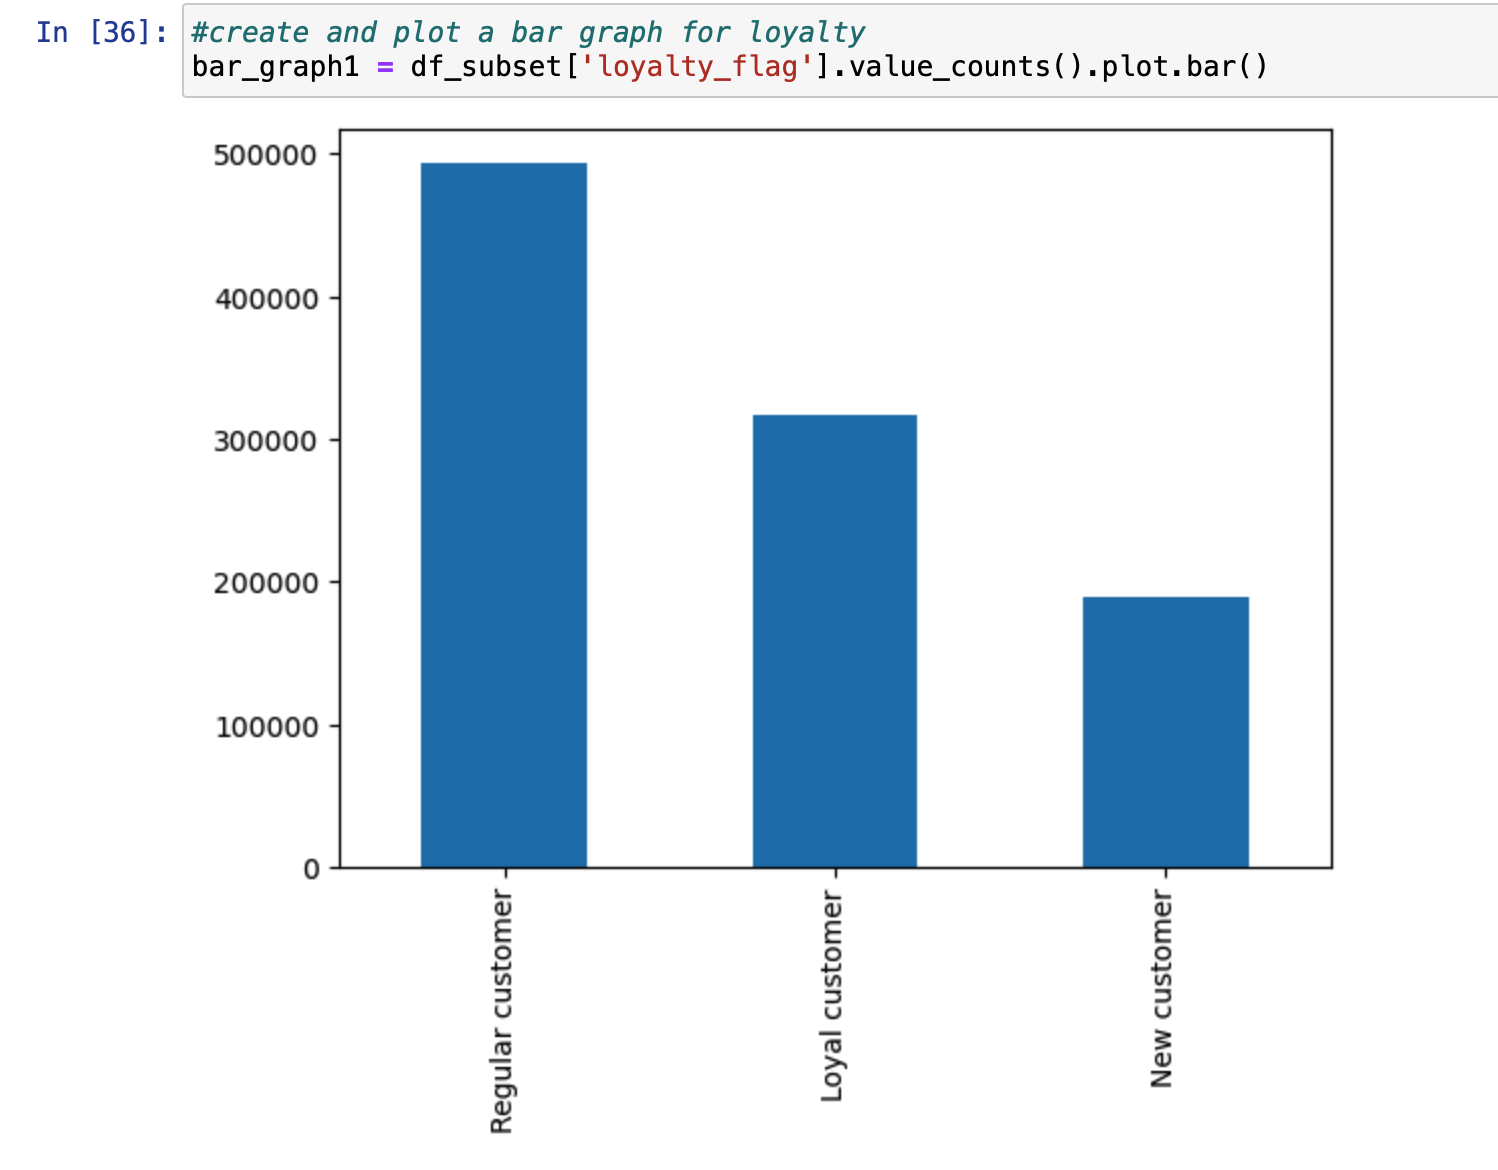 In [36]:
#create and plot a bar graph for loyalty
bar_graph1 = df_subset['loyalty_flag'].value_counts().plot.bar()
500000
400000
300000
200000
100000
0
Regular customer
Loyal customer
New customer